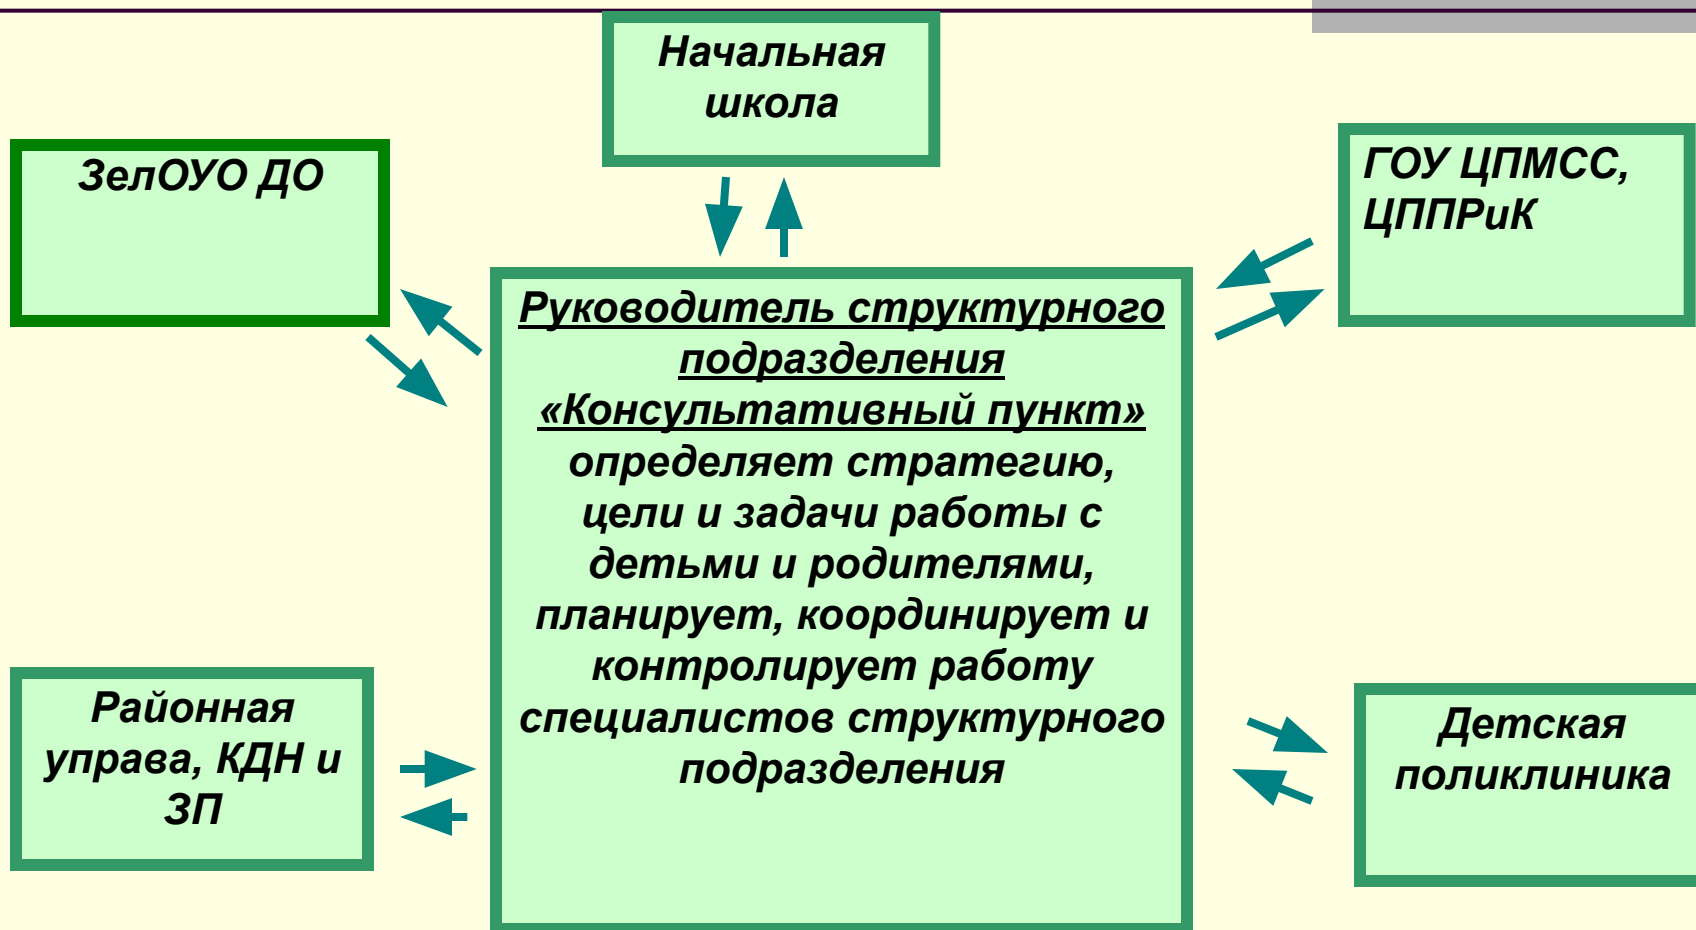 Начальная
школа
ЗелОУО ДО
ГОУ ЦПМСС,
ЦППРиК
Руководитель структурного
подразделения
«Консультативный пункт»
определяет стратегию,
цели и задачи работы с
детьми и родителями,
планирует, координирует и
контролирует работу
специалистов структурного
подразделения
Районная
управа, КДН и
ЗП
Детская
поликлиника